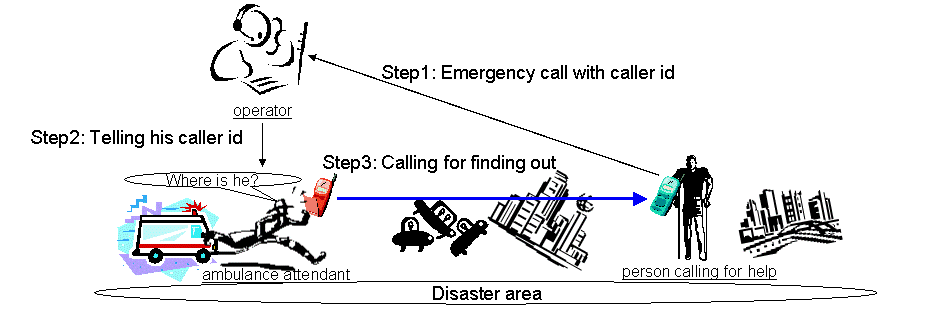 Step1: Emergency call with caller id
operator
Step2: Telling his caller id
Step3: Calling for finding out
Where is he?
ambulance attendant
person calling for help
Disaster area